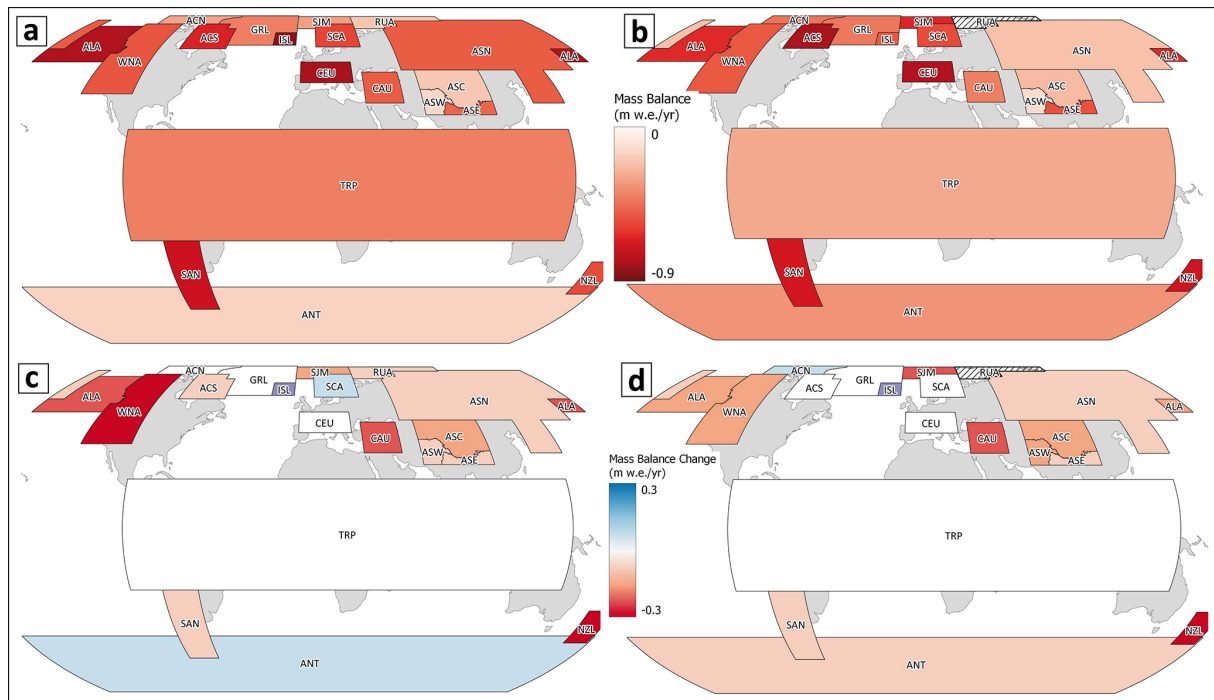 a
ACN
GRL
SJM
RUA
ALA
WNA
ACS
ISL
SCA
ASN
ALA
CEU
CAU
ASC
ASW
ASE
TRP
SAN
NZL
ANT
Mass Balance
(m w.e./yr)
0
-0.9
b
ACN
GRL
SJM
RUA
ALA
WNA
ACS
ISL
SCA
ASN
ALA
CEU
CAU
ASC
ASW
ASE
TRP
SAN
NZL
ANT
c
ACN
GRL
SJM
RUA
ALA
WNA
ACS
ISL
SCA
ASN
ALA
CEU
CAU
ASC
ASW
ASE
TRP
SAN
NZL
ANT
Mass Balance Change
(m w.e./yr)
0.3
-0.3
d
ACN
GRL
SJM
RUA
ALA
WNA
ACS
ISL
SCA
ASN
ALA
CEU
CAU
ASC
ASW
ASE
TRP
SAN
NZL
ANT